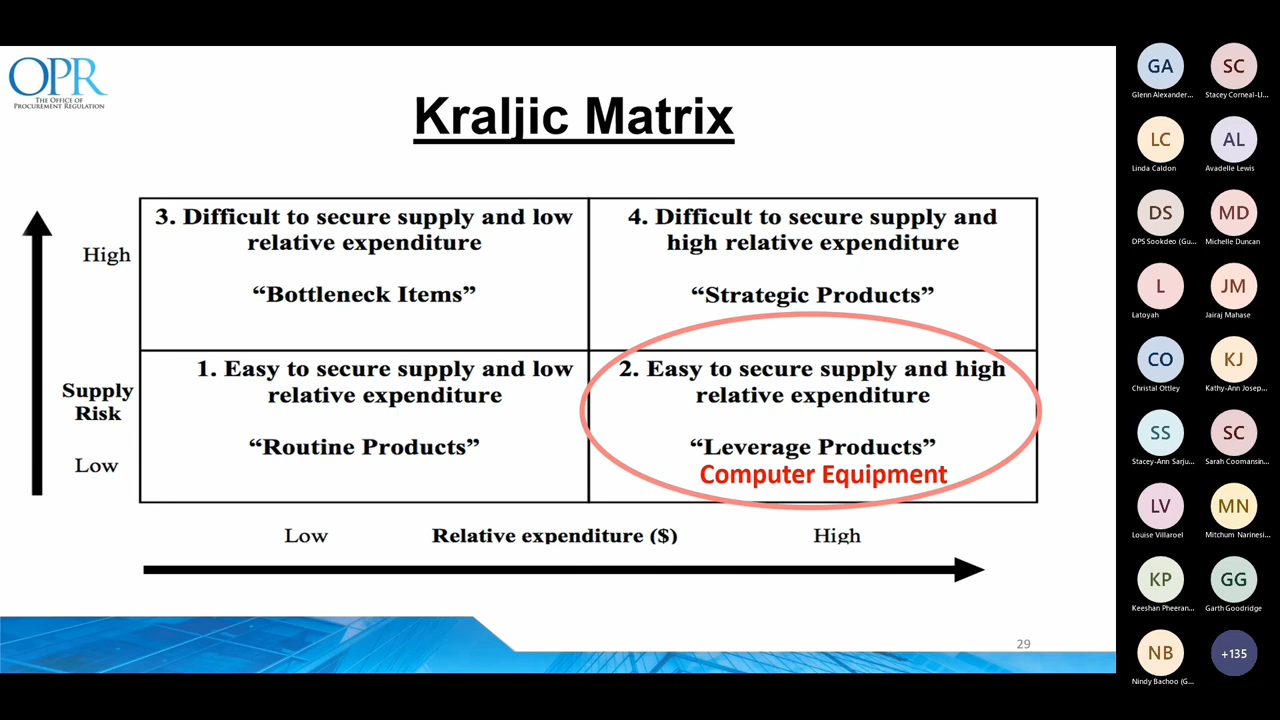 OPR
THE OFFICE OF
PROCUREMENT REGULATION
Kraljic Matrix
3. Difficult to secure supply and low
relative expenditure
“Bottleneck Items”
4. Difficult to secure supply and
high relative expenditure
“Strategic Products”
High
1. Easy to secure supply and low
relative expenditure
“Routine Products”
2. Easy to secure supply and high
relative expenditure
“Leverage Products”
Computer Equipment
Supply
Risk
Low
Low
Relative expenditure ($)
High
29
GA
Glenn Alexander...
SC
Stacey Corneal-Ll...
LC
Linda Caldon
AL
Avadelle Lewis
DS
DPS Sookdeo (Gu...
MD
Michelle Duncan
L
Latoyah
JM
Jairaj Mahase
CO
Christal Ottley
KJ
Kathy-Ann Josep...
SS
Stacey-Ann Sarju...
SC
Sarah Coomansin...
LV
Louise Villaroel
MN
Mitchum Narinesi...
KP
Keeshan Pheeran...
GG
Garth Goodridge
NB
Nindy Bachoo (G...
+135